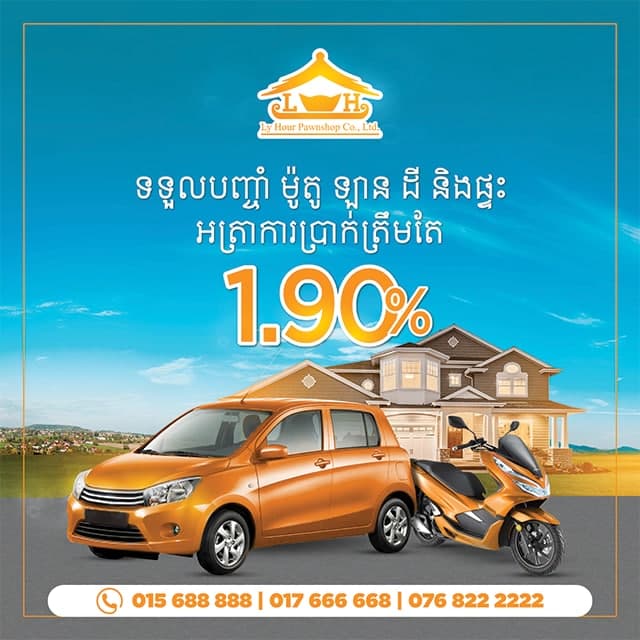 L H
Ly Hour Pawnshop Co., Ltd.
ទទួលបញ្ចាំ ម៉ូតូ ឡាន ដី និងផ្ទះ
អត្រាការប្រាក់ត្រឹមតែ
1.90%
015 688 888 | 017 666 668 | 076 822 2222